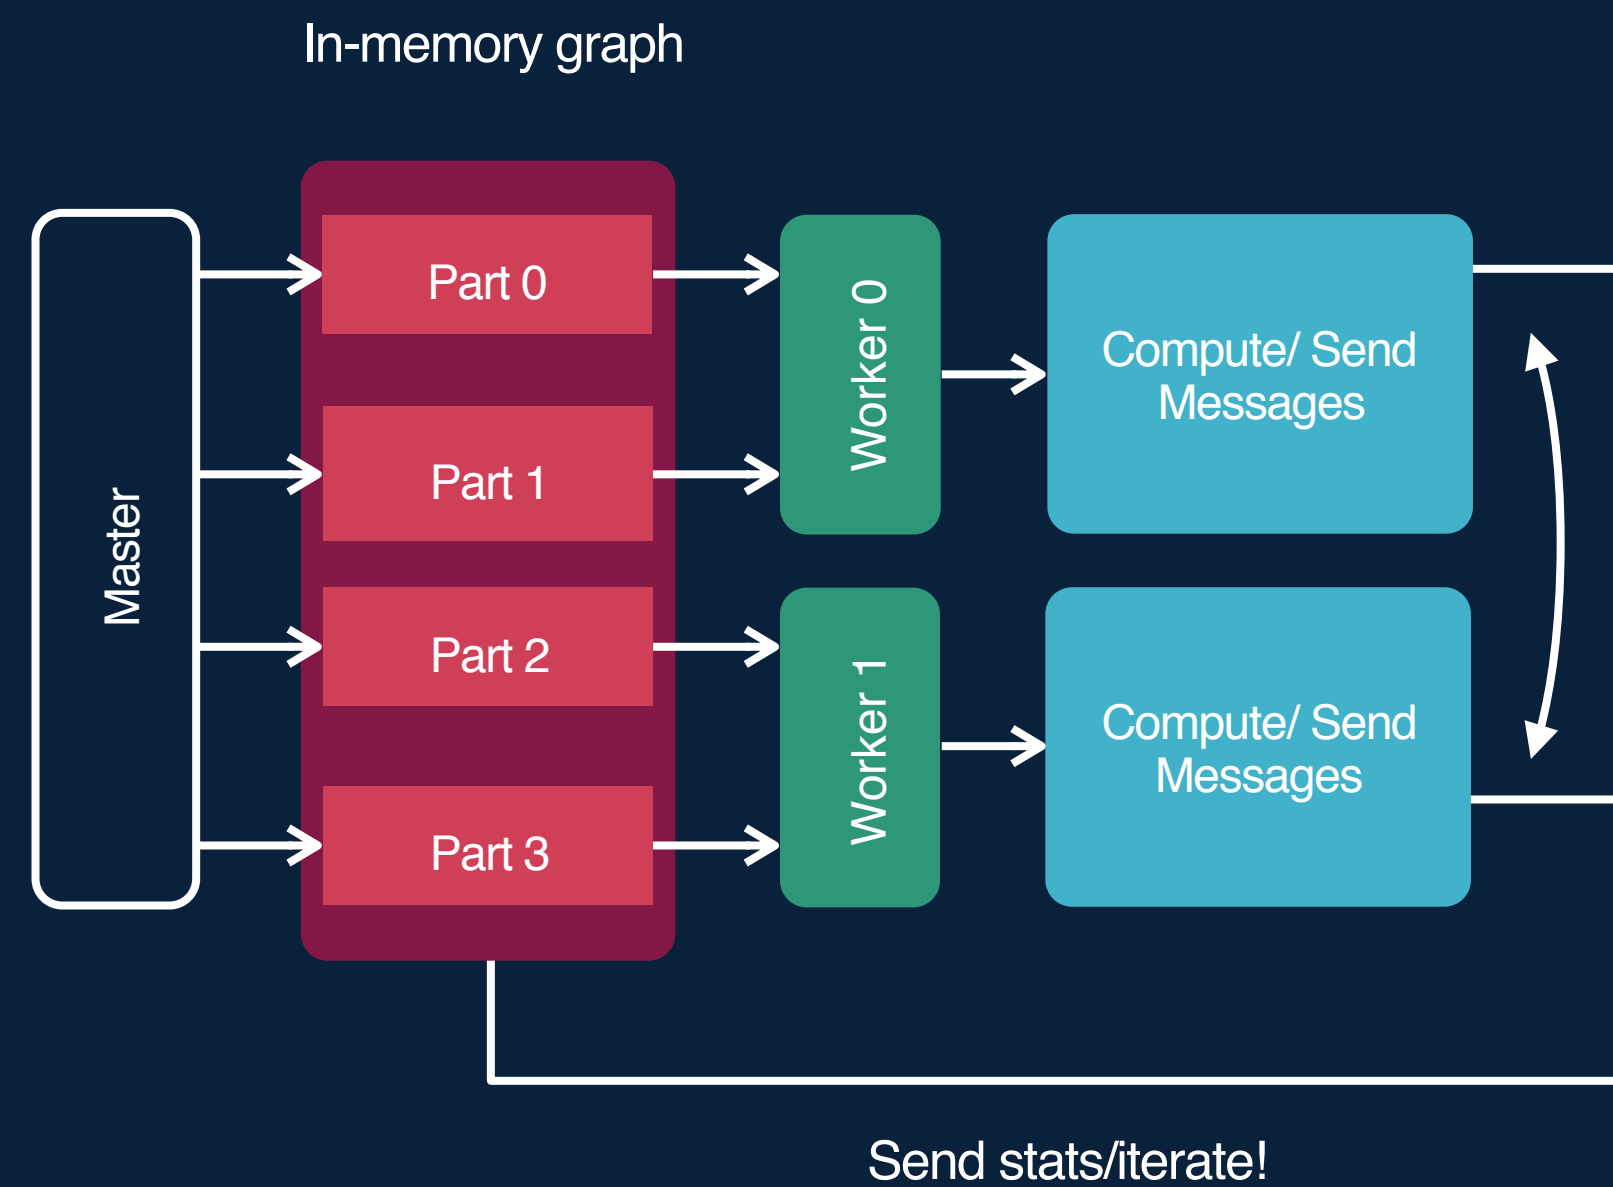 In-memory graph
Master
Part 0
Part 1
Part 2
Part 3
Worker 0
Worker 1
Compute/ Send
Messages
Compute/ Send
Messages
Send stats/iterate!